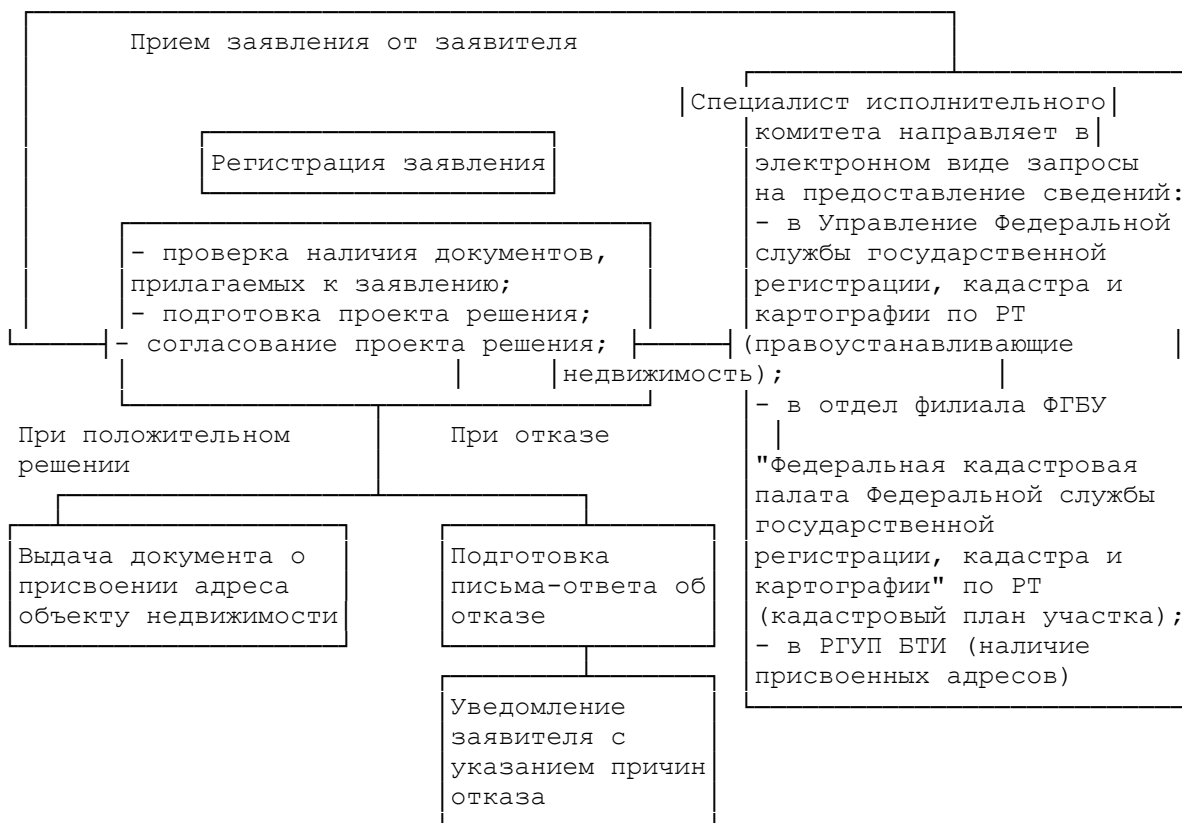 Прием заявления от заявителя
Регистрация заявления
- проверка наличия документов,
прилагаемых к заявлению;
- подготовка проекта решения;
- согласование проекта решения;
Специалист исполнительного
комитета направляет в
электронном виде запросы
на предоставление сведений:
- в Управление Федеральной
службы государственной
регистрации, кадастра и
картографии по РТ
(правоустанавливающие
недвижимость);
- в отдел филиала ФГБУ
"Федеральная кадастровая
палата Федеральной службы
государственной
регистрации, кадастра и
картографии" по РТ
(кадастровый план участка);
- в РГУП БТИ (наличие
присвоенных адресов)
При положительном
решении
При отказе
Выдача документа о
присвоении адреса
объекту недвижимости
Подготовка
письма-ответа об
отказе
Уведомление
заявителя с
указанием причин
отказа